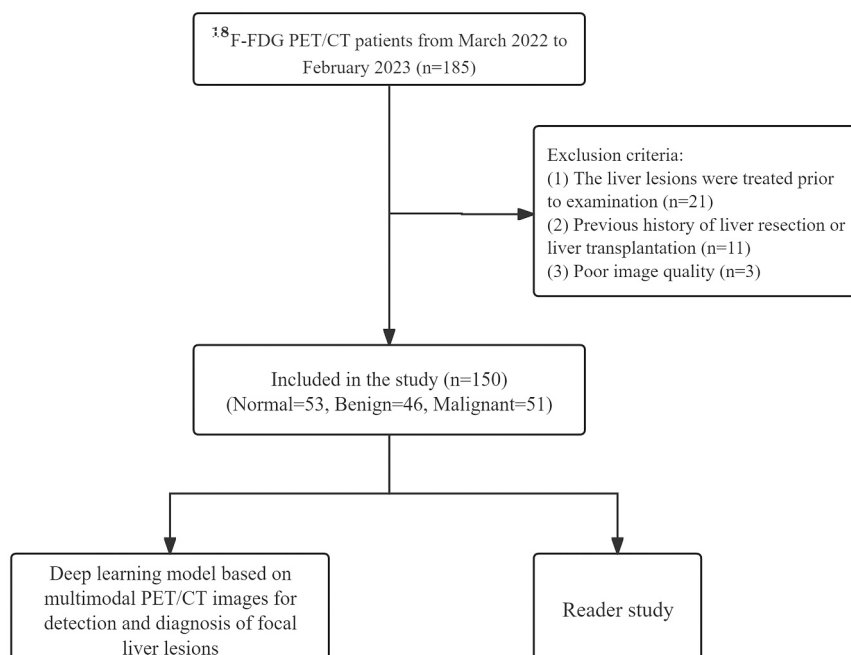 ¹⁸F-FDG PET/CT patients from March 2022 to
February 2023 (n=185)
Exclusion criteria:
(1) The liver lesions were treated prior
to examination (n=21)
(2) Previous history of liver resection or
liver transplantation (n=11)
(3) Poor image quality (n=3)
Included in the study (n=150)
(Normal=53, Benign=46, Malignant=51)
Deep learning model based on
multimodal PET/CT images for
detection and diagnosis of focal
liver lesions
Reader study